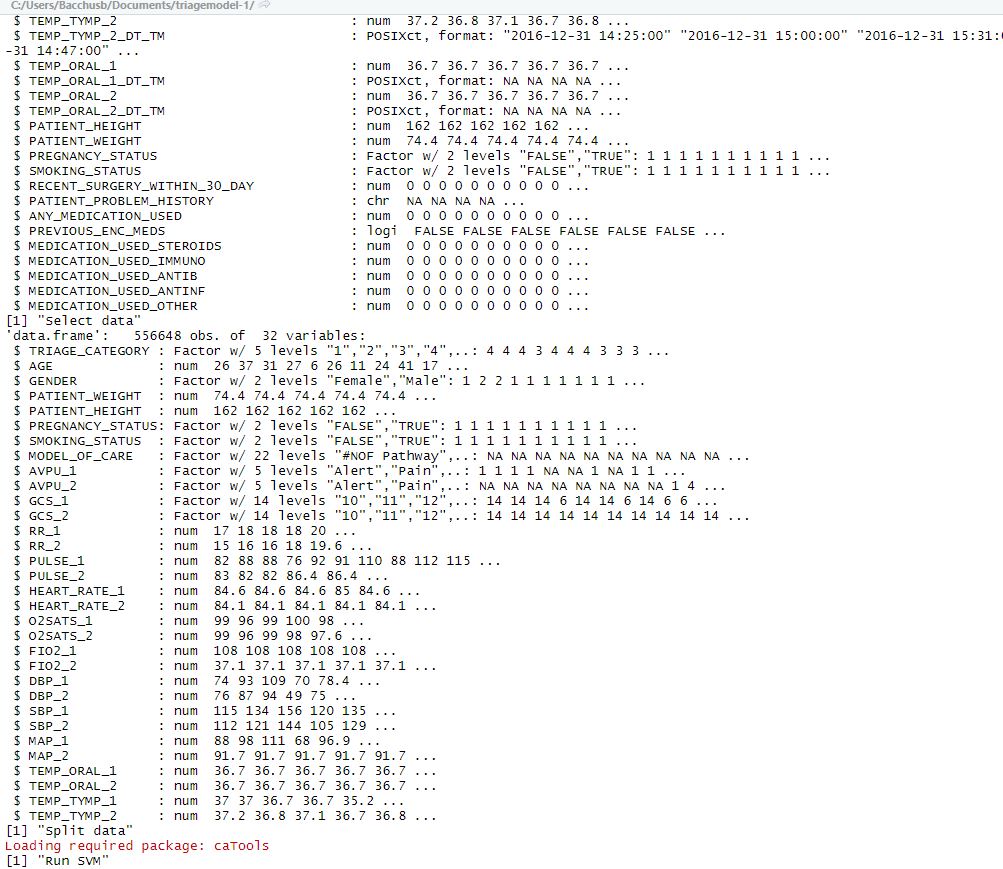 C:/Users/Bacchusb/Documents/triagemodel-1/
$ TEMP_TYMP_2 : num 37.2 36.8 37.1 36.7 36.8 ...
$ TEMP_TYMP_2_DT_TM : POSIXct, format: "2016-12-31 14:25:00" "2016-12-31 15:00:00" "2016-12-31 15:31:0
-31 14:47:00" ...
$ TEMP_ORAL_1 : num 36.7 36.7 36.7 36.7 36.7 ...
$ TEMP_ORAL_1_DT_TM : POSIXct, format: NA NA NA NA ...
$ TEMP_ORAL_2 : num 36.7 36.7 36.7 36.7 36.7 ...
$ TEMP_ORAL_2_DT_TM : POSIXct, format: NA NA NA NA ...
$ PATIENT_HEIGHT : num 162 162 162 162 162 ...
$ PATIENT_WEIGHT : num 74.4 74.4 74.4 74.4 74.4 ...
$ PREGNANCY_STATUS : Factor w/ 2 levels "FALSE","TRUE": 1 1 1 1 1 1 1 1 1 1 ...
$ SMOKING_STATUS : Factor w/ 2 levels "FALSE","TRUE": 1 1 1 1 1 1 1 1 1 1 ...
$ RECENT_SURGERY_WITHIN_30_DAY : num 0 0 0 0 0 0 0 0 0 0 ...
$ PATIENT_PROBLEM_HISTORY : chr NA NA NA NA ...
$ ANY_MEDICATION_USED : num 0 0 0 0 0 0 0 0 0 0 ...
$ PREVIOUS_ENC_MEDS : logi FALSE FALSE FALSE FALSE FALSE FALSE ...
$ MEDICATION_USED_STEROIDS : num 0 0 0 0 0 0 0 0 0 0 ...
$ MEDICATION_USED_IMMUNO : num 0 0 0 0 0 0 0 0 0 0 ...
$ MEDICATION_USED_ANTIB : num 0 0 0 0 0 0 0 0 0 0 ...
$ MEDICATION_USED_ANTINF : num 0 0 0 0 0 0 0 0 0 0 ...
$ MEDICATION_USED_OTHER : num 0 0 0 0 0 0 0 0 0 0 ...
[1] "Select data"
'data.frame': 556648 obs. of 32 variables:
$ TRIAGE_CATEGORY : Factor w/ 5 levels "1","2","3","4",..: 4 4 4 3 4 4 4 3 3 3 ...
$ AGE : num 26 37 31 27 6 26 11 24 41 17 ...
$ GENDER : Factor w/ 2 levels "Female","Male": 1 2 2 1 1 1 1 1 1 1 ...
$ PATIENT_WEIGHT : num 74.4 74.4 74.4 74.4 74.4 ...
$ PATIENT_HEIGHT : num 162 162 162 162 162 ...
$ PREGNANCY_STATUS: Factor w/ 2 levels "FALSE","TRUE": 1 1 1 1 1 1 1 1 1 1 ...
$ SMOKING_STATUS : Factor w/ 2 levels "FALSE","TRUE": 1 1 1 1 1 1 1 1 1 1 ...
$ MODEL_OF_CARE : Factor w/ 22 levels "#NOF Pathway",..: NA NA NA NA NA NA NA NA NA NA ...
$ AVPU_1 : Factor w/ 5 levels "Alert","Pain",..: 1 1 1 1 NA NA 1 NA 1 1 ...
$ AVPU_2 : Factor w/ 5 levels "Alert","Pain",..: NA NA NA NA NA NA NA NA 1 4 ...
$ GCS_1 : Factor w/ 14 levels "10","11","12",..: 14 14 14 6 14 14 6 14 6 6 ...
$ GCS_2 : Factor w/ 14 levels "10","11","12",..: 14 14 14 14 14 14 14 14 14 14 ...
$ RR_1 : num 17 18 18 18 20 ...
$ RR_2 : num 15 16 16 18 19.6 ...
$ PULSE_1 : num 82 88 88 76 92 91 110 88 112 115 ...
$ PULSE_2 : num 83 82 82 86.4 86.4 ...
$ HEART_RATE_1 : num 84.6 84.6 84.6 85 84.6 ...
$ HEART_RATE_2 : num 84.1 84.1 84.1 84.1 84.1 ...
$ O2SATS_1 : num 99 96 99 100 98 ...
$ O2SATS_2 : num 99 96 99 98 97.6 ...
$ FIO2_1 : num 108 108 108 108 108 ...
$ FIO2_2 : num 37.1 37.1 37.1 37.1 37.1 ...
$ DBP_1 : num 74 93 109 70 78.4 ...
$ DBP_2 : num 76 87 94 49 75 ...
$ SBP_1 : num 115 134 156 120 135 ...
$ SBP_2 : num 112 121 144 105 129 ...
$ MAP_1 : num 88 98 111 68 96.9 ...
$ MAP_2 : num 91.7 91.7 91.7 91.7 91.7 ...
$ TEMP_ORAL_1 : num 36.7 36.7 36.7 36.7 36.7 ...
$ TEMP_ORAL_2 : num 36.7 36.7 36.7 36.7 36.7 ...
$ TEMP_TYMP_1 : num 37 37 36.7 36.7 35.2 ...
$ TEMP_TYMP_2 : num 37.2 36.8 37.1 36.7 36.8 ...
[1] "Split data"
Loading required package: caTools
[1] "Run SVM"